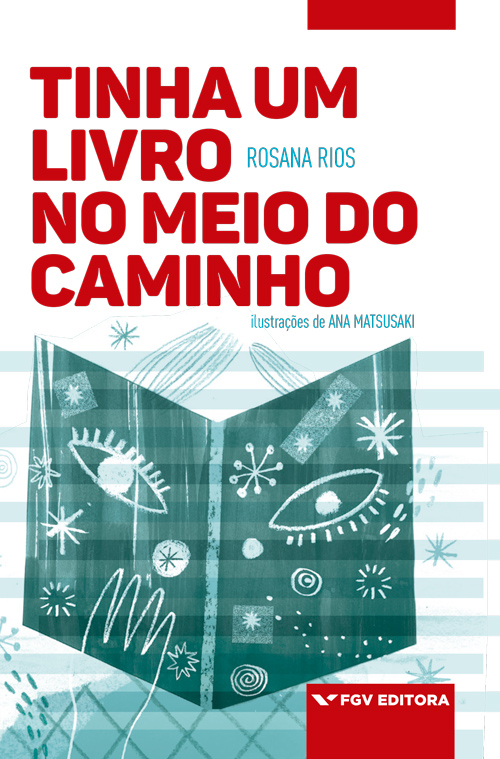 TINHA UM
LIVRO
ROSANA RIOS
NO MEIO DO
CAMINHO
ilustrações de ANA MATSUSAKI
FGV EDITORA